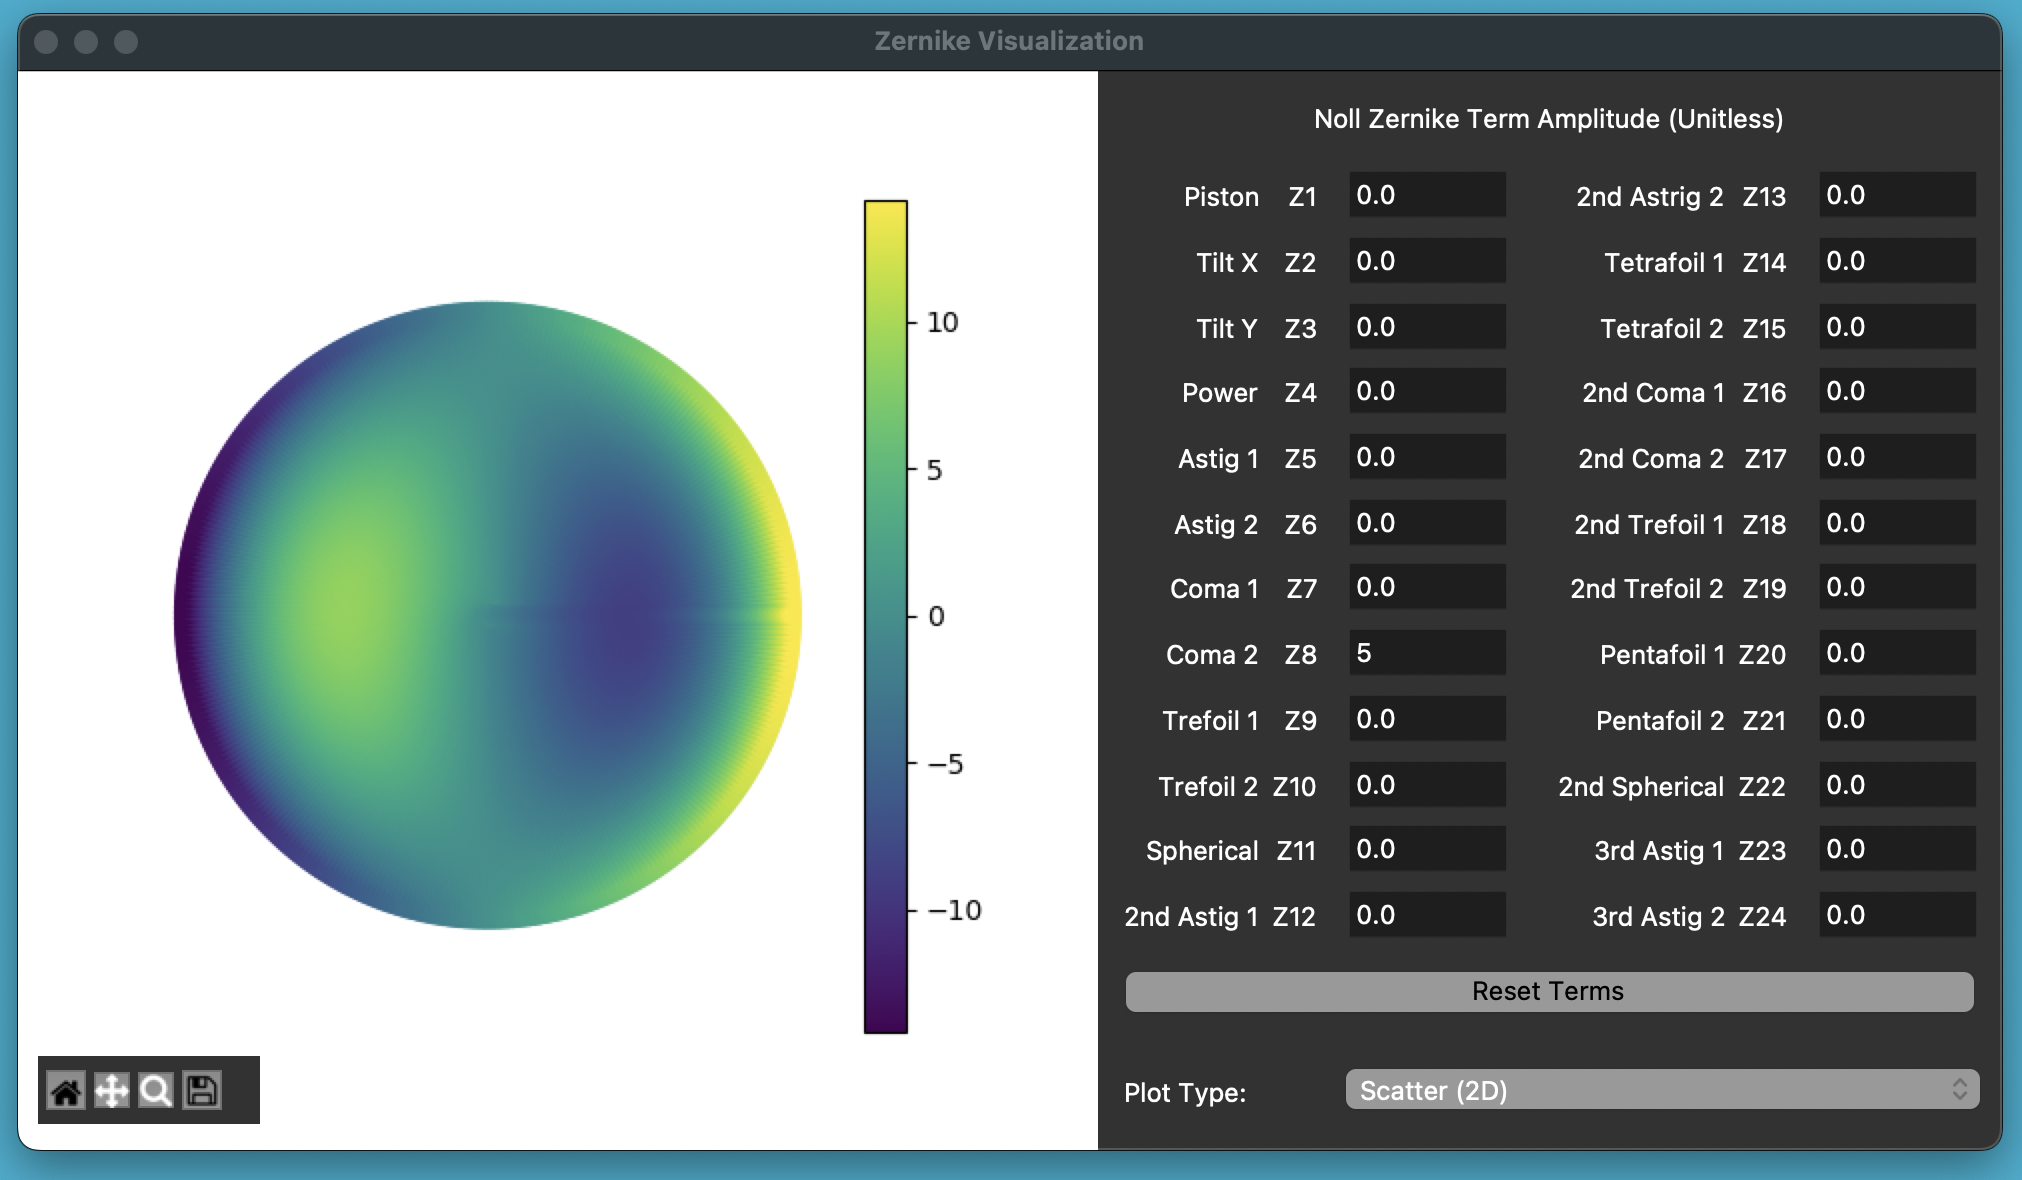 Zernike Visualization
10
5
0
−5
−10
Noll Zernike Term Amplitude (Unitless)
Piston Z1 0.0 2nd Astrig 2 Z13 0.0
Tilt X Z2 0.0 Tetrafoil 1 Z14 0.0
Tilt Y Z3 0.0 Tetrafoil 2 Z15 0.0
Power Z4 0.0 2nd Coma 1 Z16 0.0
Astig 1 Z5 0.0 2nd Coma 2 Z17 0.0
Astig 2 Z6 0.0 2nd Trefoil 1 Z18 0.0
Coma 1 Z7 0.0 2nd Trefoil 2 Z19 0.0
Coma 2 Z8 5 Pentafoil 1 Z20 0.0
Trefoil 1 Z9 0.0 Pentafoil 2 Z21 0.0
Trefoil 2 Z10 0.0 2nd Spherical Z22 0.0
Spherical Z11 0.0 3rd Astig 1 Z23 0.0
2nd Astig 1 Z12 0.0 3rd Astig 2 Z24 0.0
Reset Terms
Plot Type: Scatter (2D)